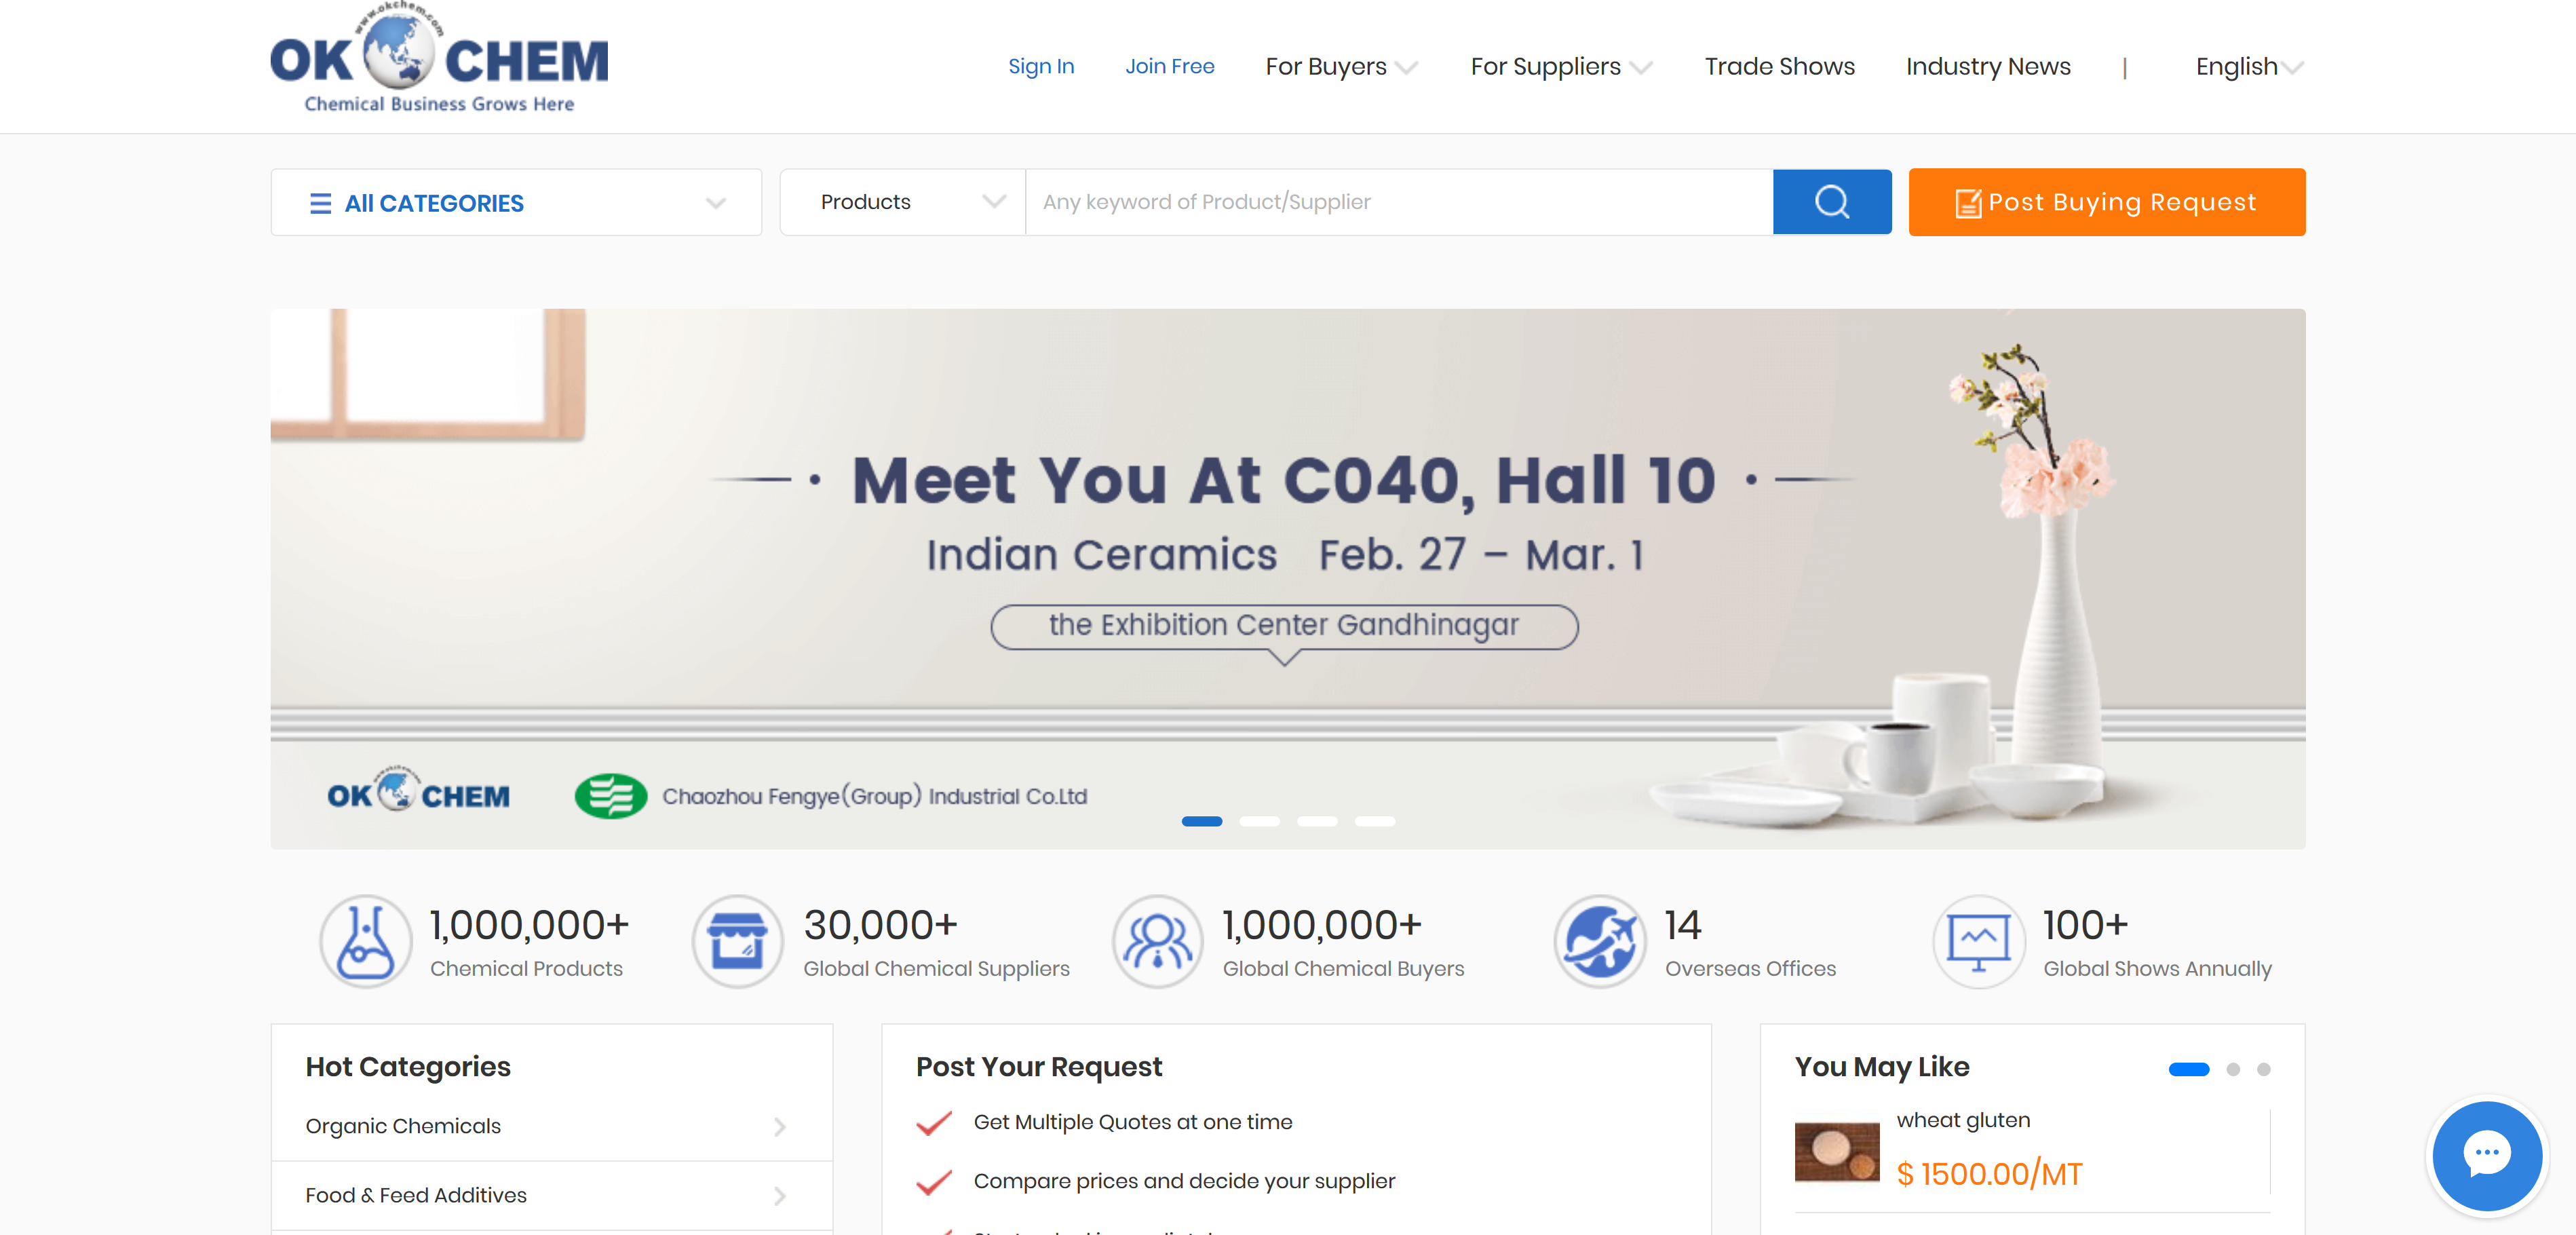 www.okchem.com
OK CHEM
Chemical Business Grows Here
Sign In Join Free For Buyers For Suppliers Trade Shows Industry News | English
All CATEGORIES
Products
Any keyword of Product/Supplier
Post Buying Request
Meet You At C040, Hall 10
Indian Ceramics Feb. 27 – Mar. 1
the Exhibition Center Gandhinagar
OK CHEM
Chaozhou Fengye(Group) Industrial Co.Ltd
1,000,000+
Chemical Products
30,000+
Global Chemical Suppliers
1,000,000+
Global Chemical Buyers
14
Overseas Offices
100+
Global Shows Annually
Hot Categories
Organic Chemicals
Food & Feed Additives
Post Your Request
Get Multiple Quotes at one time
Compare prices and decide your supplier
You May Like
wheat gluten
$ 1500.00/MT